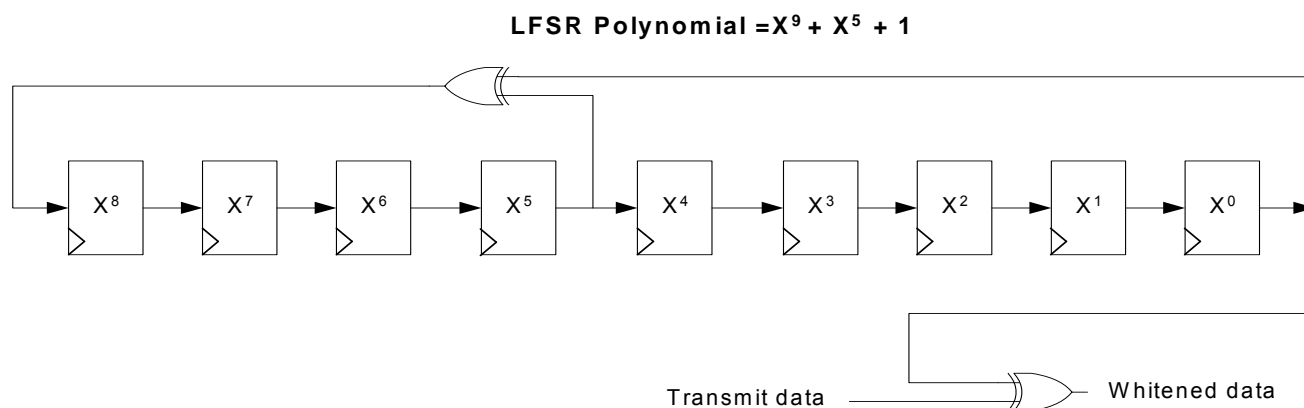 LFSR Polynomial =X⁹ + X⁵ + 1
X⁸ X⁷ X⁶ X⁵ X⁴ X³ X² X¹ X⁰
Transmit data
Whitened data